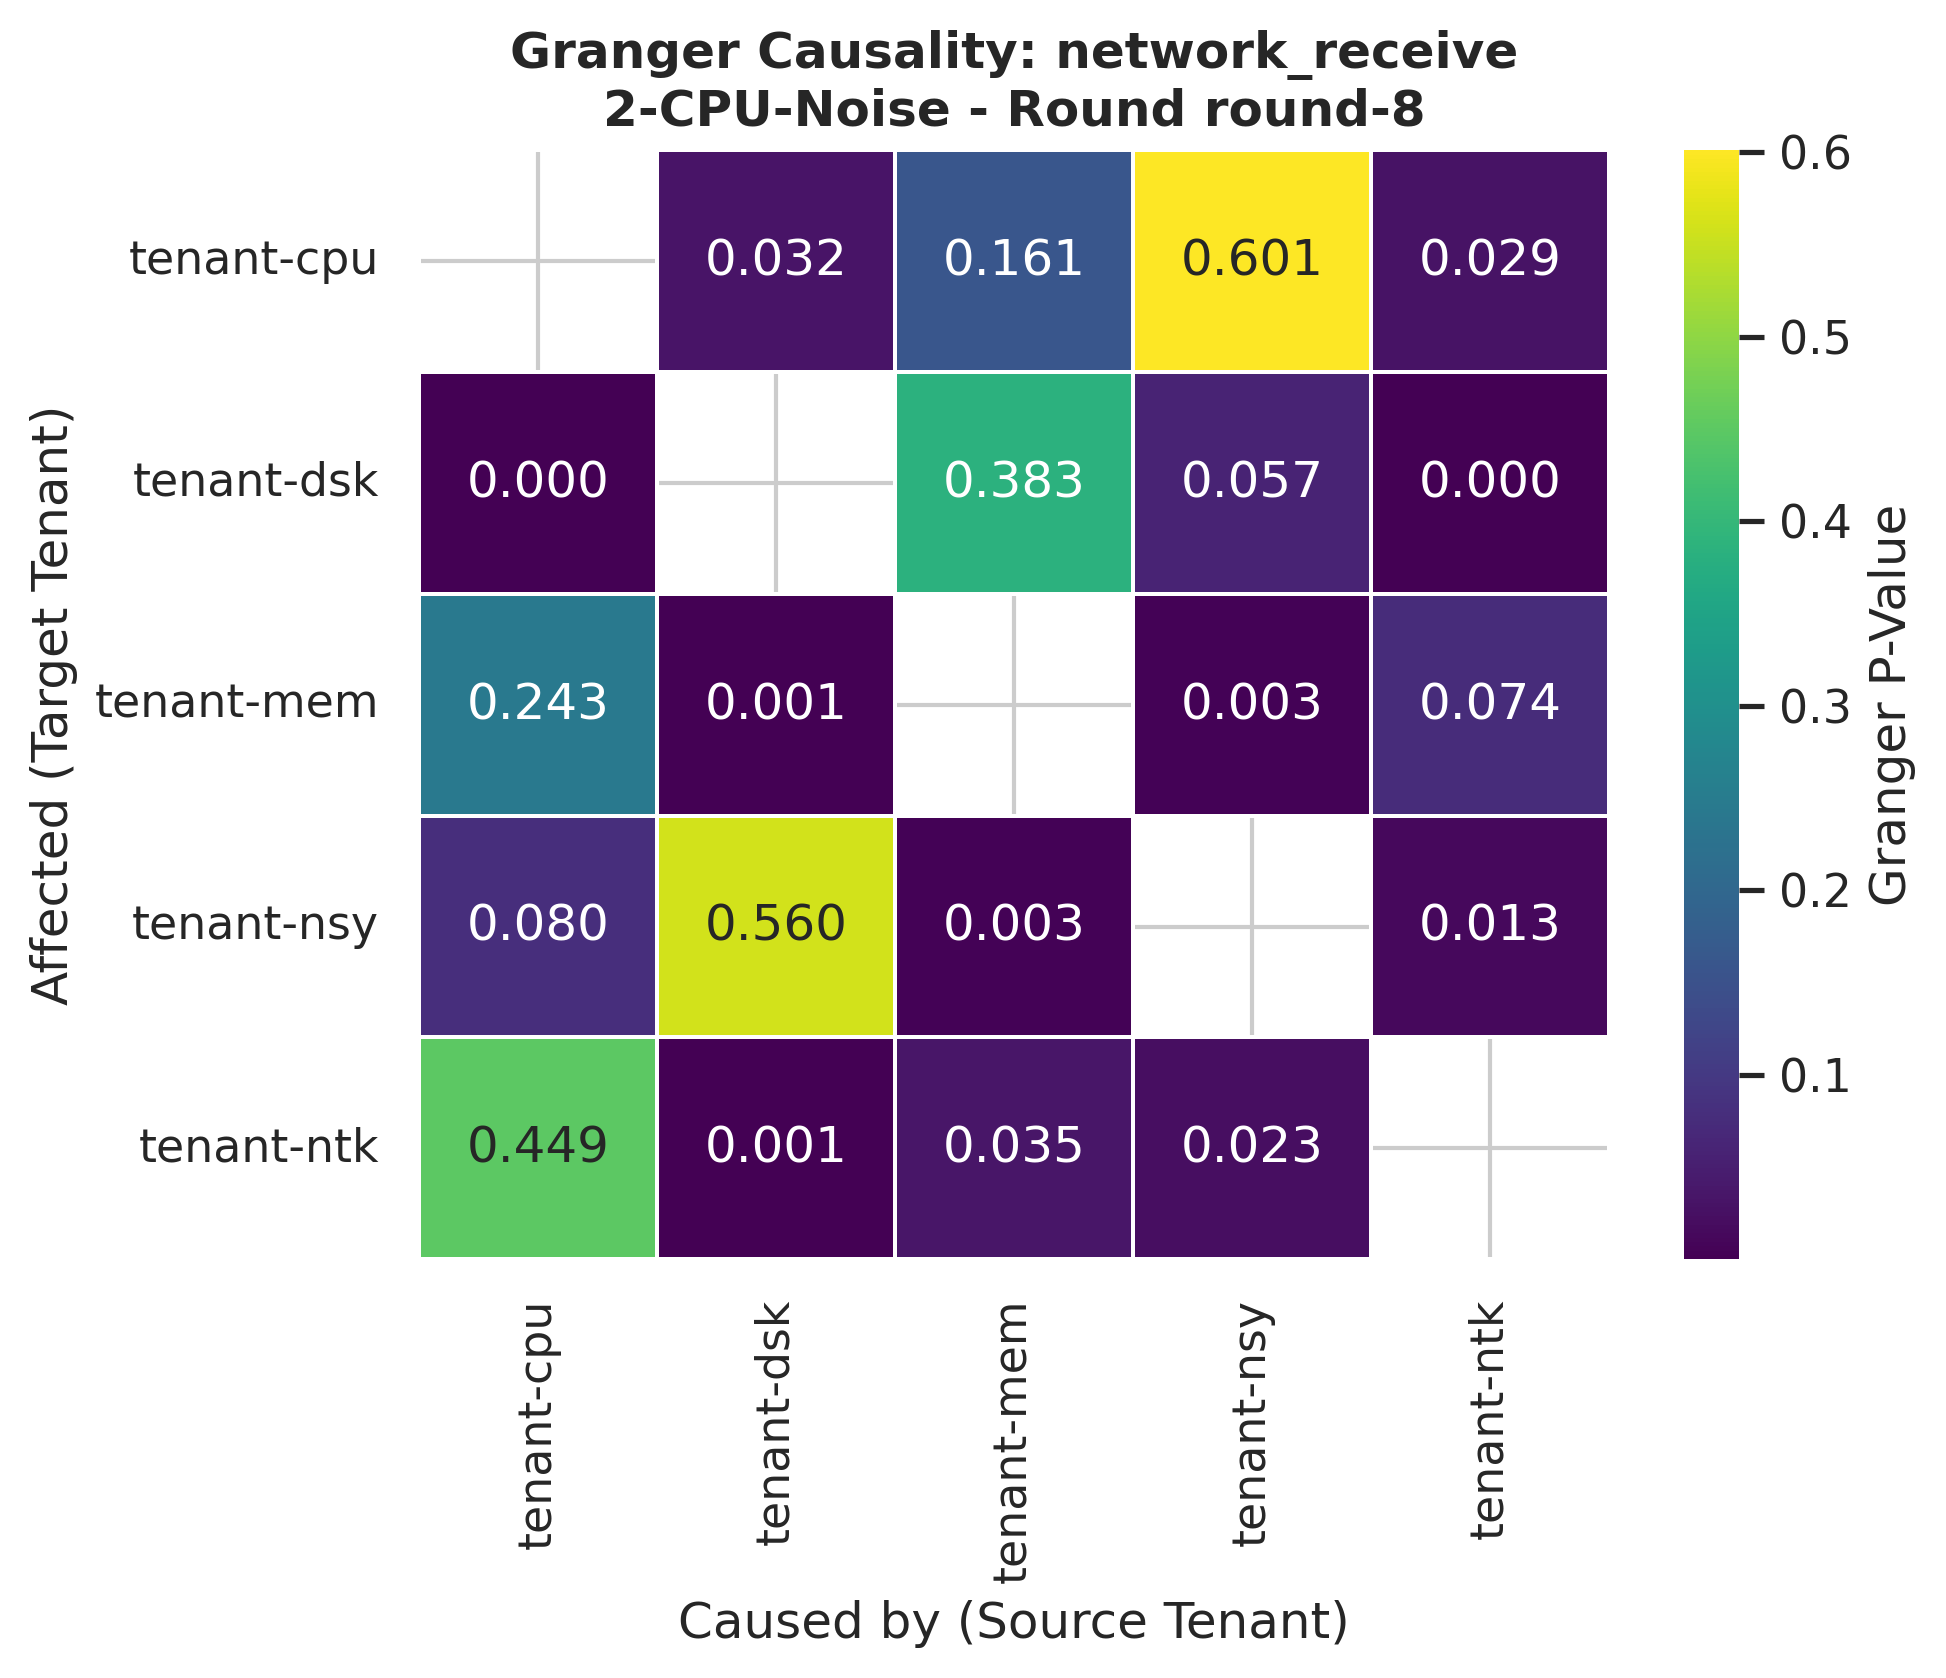 Granger Causality: network_receive
2-CPU-Noise - Round round-8
Affected (Target Tenant)
tenant-cpu 0.032 0.161 0.601 0.029
tenant-dsk 0.000 0.383 0.057 0.000
tenant-mem 0.243 0.001 0.003 0.074
tenant-nsy 0.080 0.560 0.003 0.013
tenant-ntk 0.449 0.001 0.035 0.023
tenant-cpu
tenant-dsk
tenant-mem
tenant-nsy
tenant-ntk
Caused by (Source Tenant)
0.6
0.5
0.4
0.3
0.2
0.1
Granger P-Value